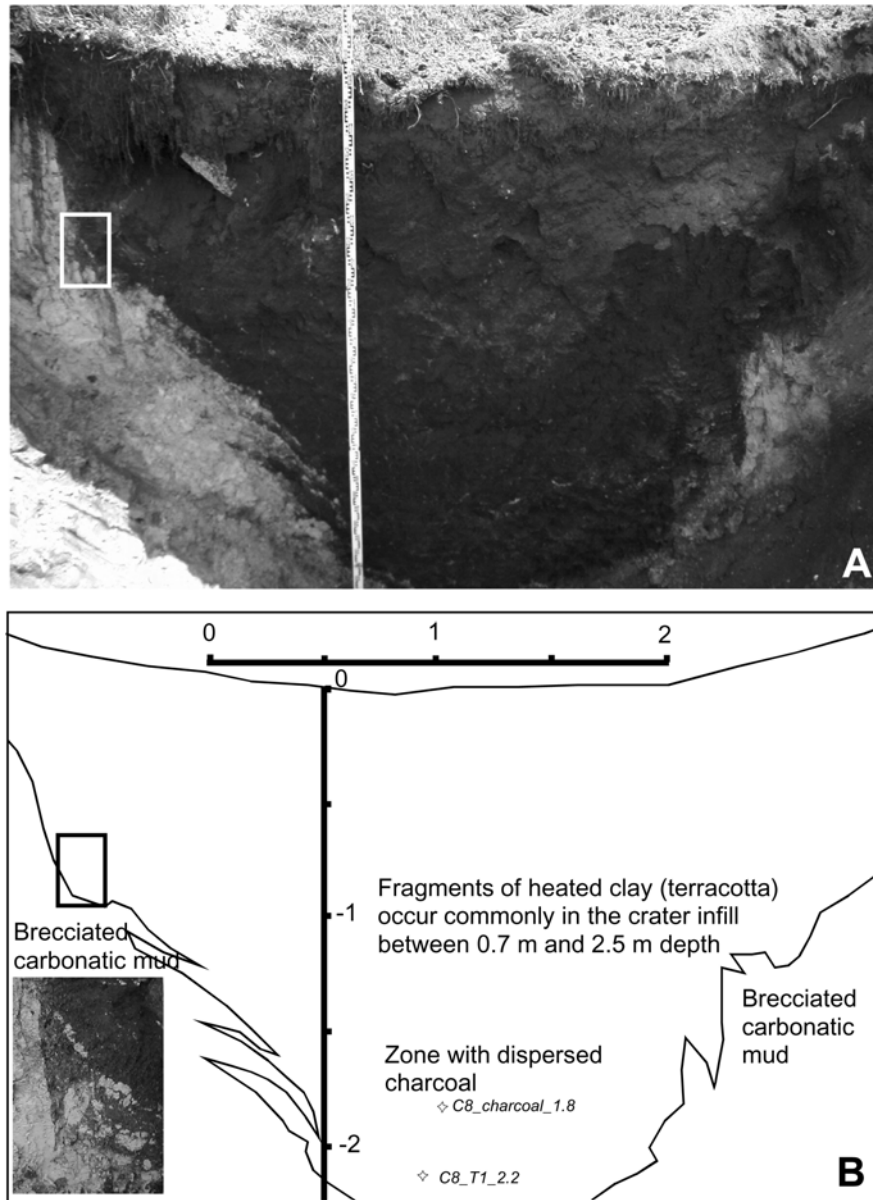 A
0 1 2
0
Fragments of heated clay (terracotta)
occur commonly in the crater infill
between 0.7 m and 2.5 m depth
-1
Brecciated
carbonatic mud
Brecciated
carbonatic
mud
Zone with dispersed
charcoal
C8_charcoal_1.8
-2
C8_T1_2.2
B